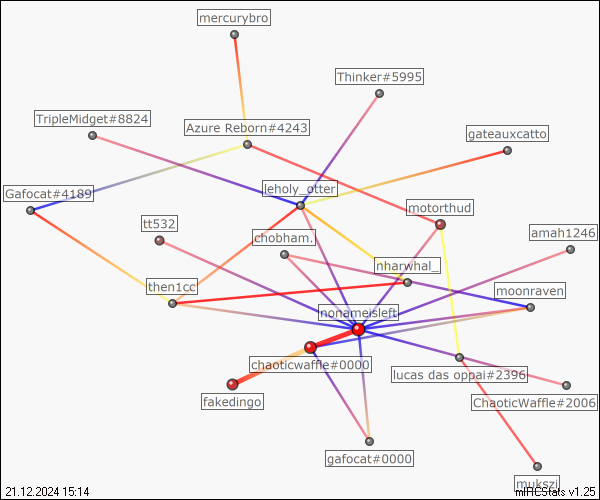 mercurybro
Thinker#5995
TripleMidget#8824
Azure Reborn#4243
gateauxcatto
Gafocat#4189
leholy_otter
motorthud
tt532
chobham.
amah1246
nharwhal_
then1cc
moonraven
nonameisleft
chaoticwaffle#0000
lucas das oppai#2396
fakedingo
ChaoticWaffle#2006
gafocat#0000
mukszi
21.12.2024 15:14
mIRCStats v1.25